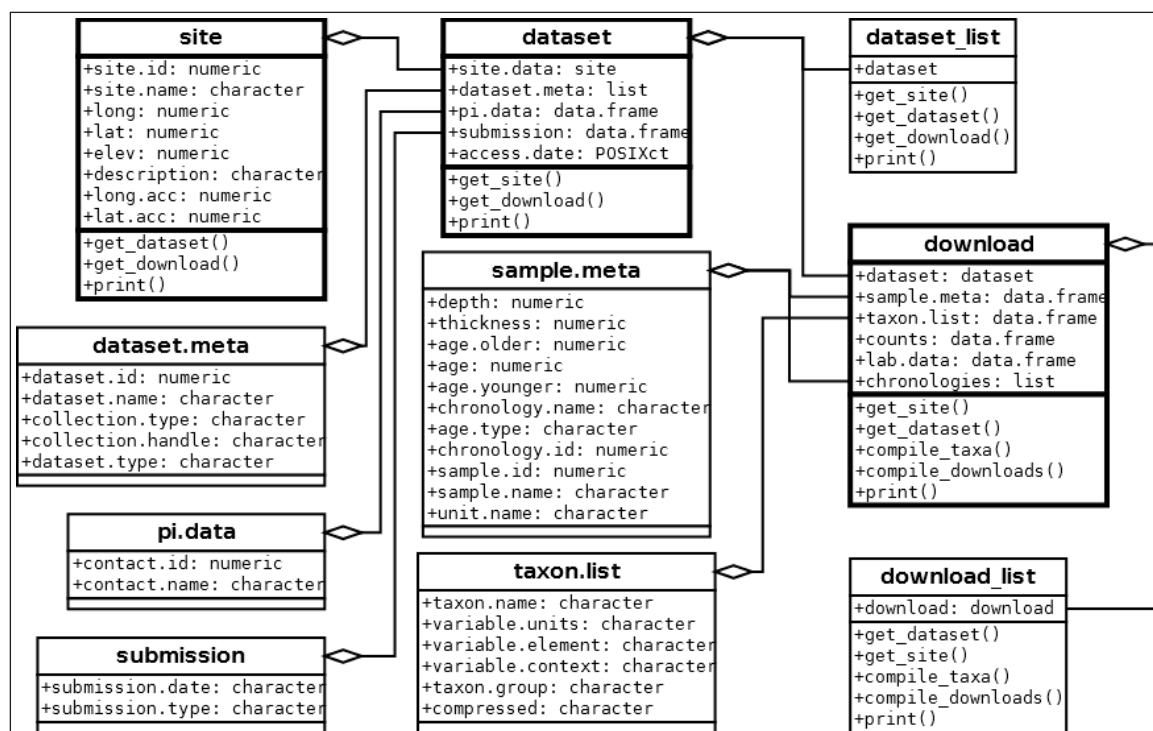 site
+site.id: numeric
+site.name: character
+long: numeric
+lat: numeric
+elev: numeric
+description: character
+long.acc: numeric
+lat.acc: numeric
+get_dataset()
+get_download()
+print()
dataset.meta
+dataset.id: numeric
+dataset.name: character
+collection.type: character
+collection.handle: character
+dataset.type: character
pi.data
+contact.id: numeric
+contact.name: character
submission
+submission.date: character
+submission.type: character
dataset
+site.data: site
+dataset.meta: list
+pi.data: data.frame
+submission: data.frame
+access.date: POSIXct
+get_site()
+get_download()
+print()
sample.meta
+depth: numeric
+thickness: numeric
+age.older: numeric
+age: numeric
+age.younger: numeric
+chronology.name: character
+age.type: character
+chronology.id: numeric
+sample.id: numeric
+sample.name: character
+unit.name: character
taxon.list
+taxon.name: character
+variable.units: character
+variable.element: character
+variable.context: character
+taxon.group: character
+compressed: character
dataset_list
+dataset
+get_site()
+get_dataset()
+get_download()
+print()
download
+dataset: dataset
+sample.meta: data.frame
+taxon.list: data.frame
+counts: data.frame
+lab.data: data.frame
+chronologies: list
+get_site()
+get_dataset()
+compile_taxa()
+compile_downloads()
+print()
download_list
+download: download
+get_dataset()
+get_site()
+compile_taxa()
+compile_downloads()
+print()